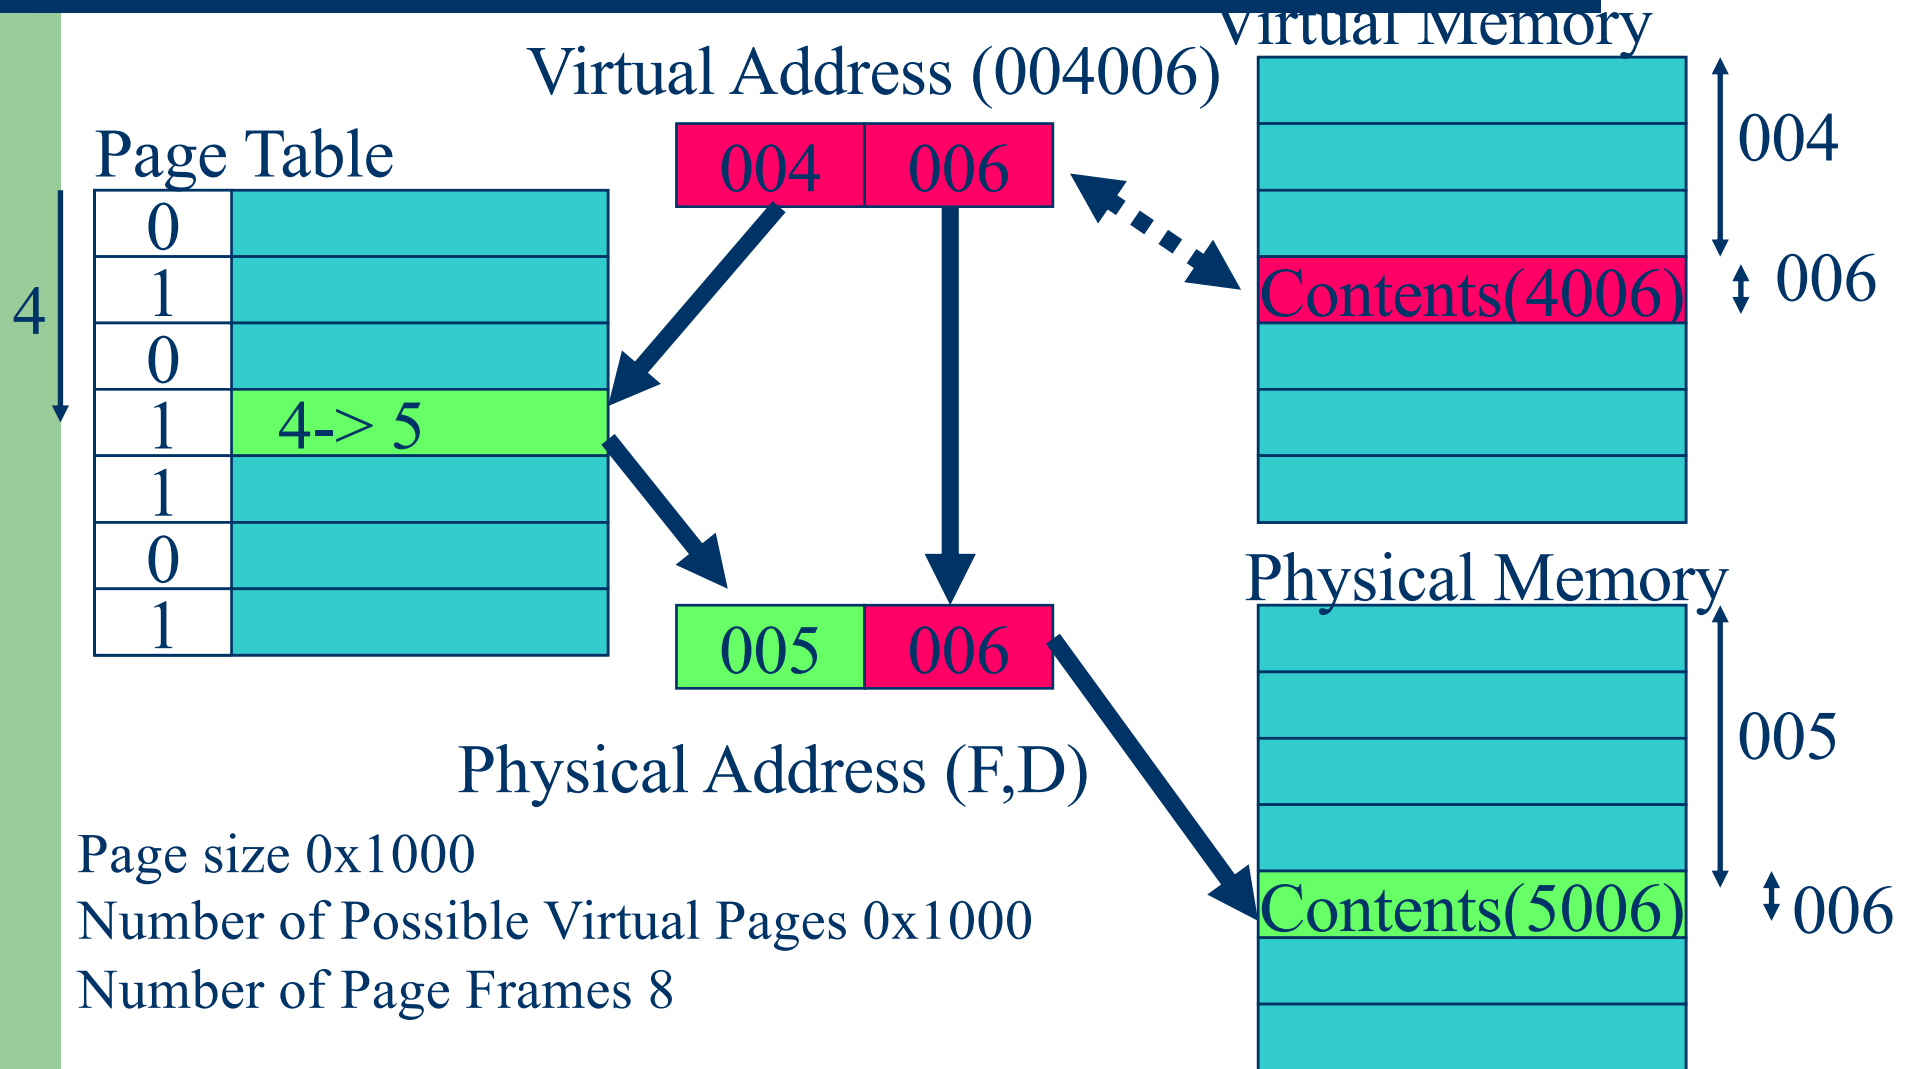 Virtual Memory
Virtual Address (004006)
004
Page Table
004 006
0
006
1
Contents(4006)
4
0
1 4-> 5
1
0
Physical Memory
1
005 006
005
Physical Address (F,D)
Page size 0x1000
Contents(5006)
006
Number of Possible Virtual Pages 0x1000
Number of Page Frames 8